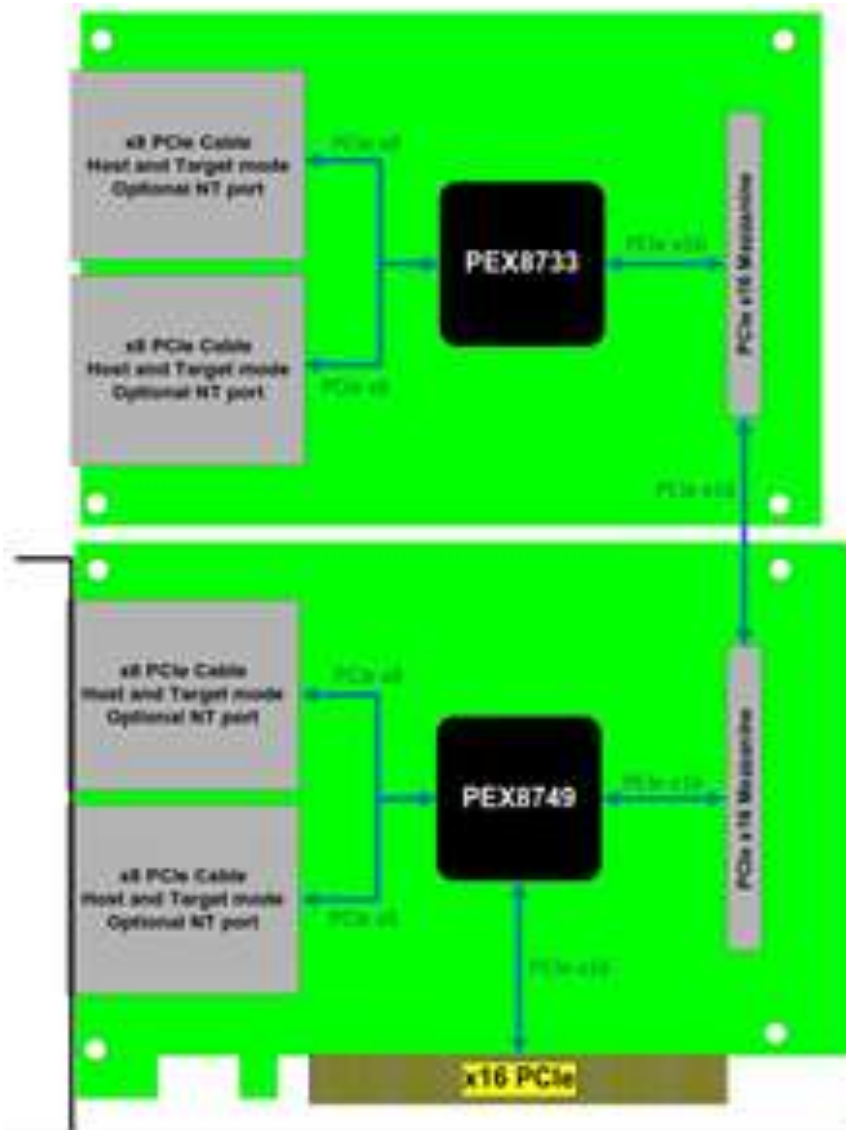 x8 PCIe Cable
Host and Target mode
Optional NT port
PCIe x8
PEX8733
PCIe x16
PCIe x16 Mezzanine
x8 PCIe Cable
Host and Target mode
Optional NT port
PCIe x8
PCIe x16
x8 PCIe Cable
Host and Target mode
Optional NT port
PCIe x8
PEX8749
PCIe x16
PCIe x16 Mezzanine
x8 PCIe Cable
Host and Target mode
Optional NT port
PCIe x8
PCIe x16
x16 PCIe